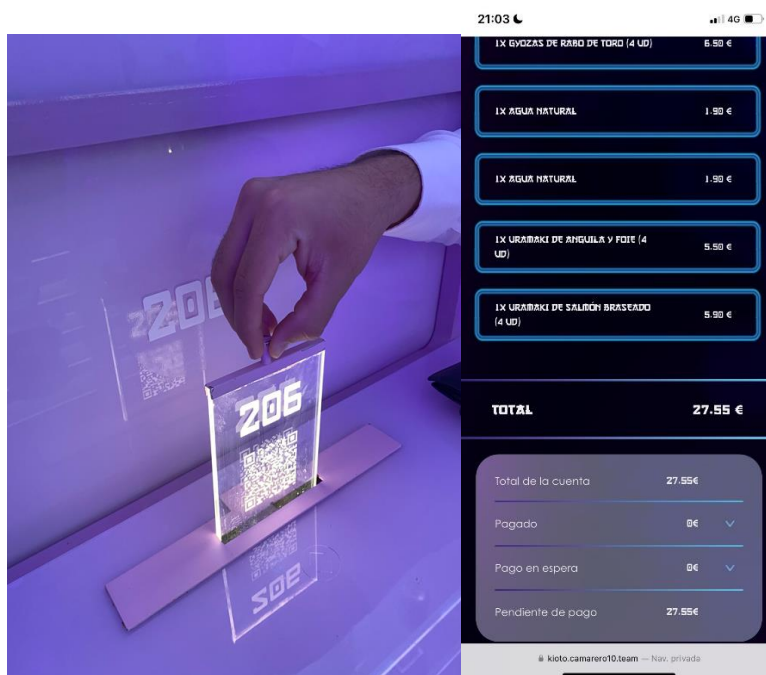 206
206
206
21:03
4G
1X GYOZAS DE RABO DE TORO (4 UD) 6.50 €
1X AGUA NATURAL 1.90 €
1X AGUA NATURAL 1.90 €
1X URAMAKI DE ANGUILA Y FOIE (4 5.50 €
UD)
1X URAMAKI DE SALMÓN BRASEADO 5.90 €
(4 UD)
TOTAL 27.55 €
Total de la cuenta 27.55€
Pagado 0€
Pago en espera 0€
Pendiente de pago 27.55€
kioto.camarero10.team — Nav. privada